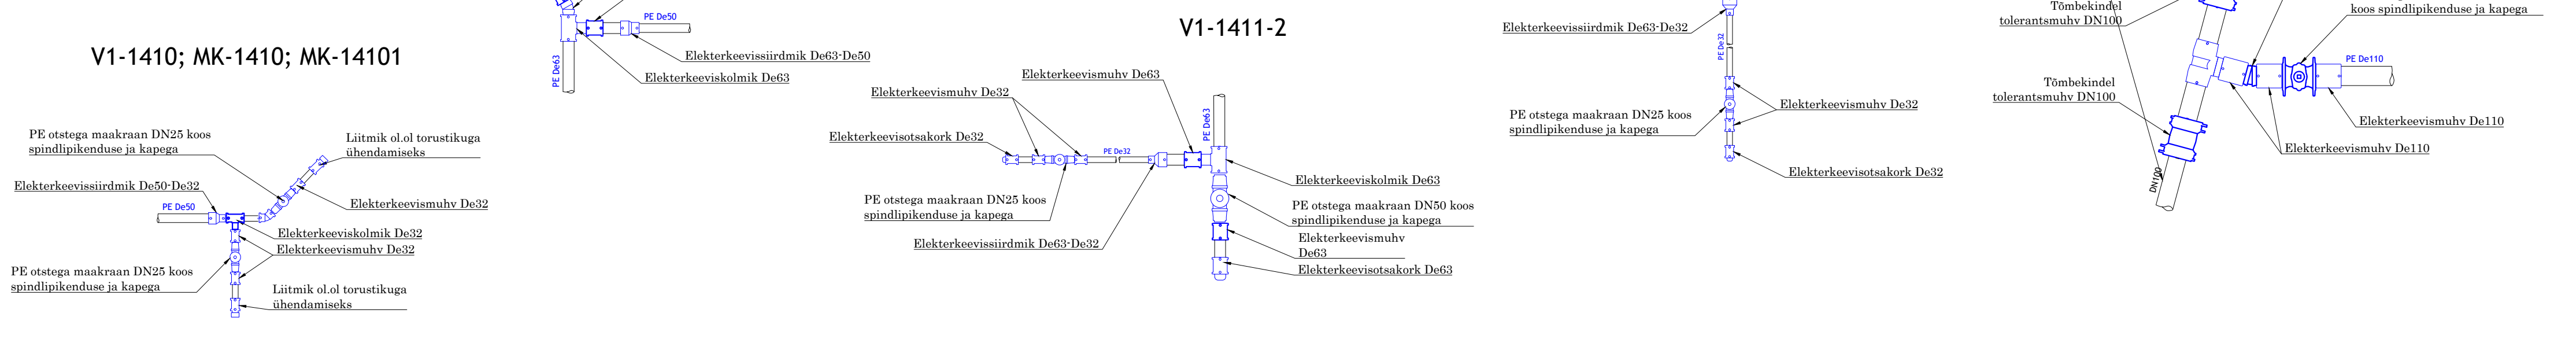 V1-1410; MK-1410; MK-14101
PE otstega maakraan DN25 koos
spindlipikenduse ja kapega
Liitmik ol.ol torustikuga
ühendamiseks
Elekterkeevissiirdmik De50-De32
PE De50
Elekterkeevismuhv De32
Elekterkeeviskolmik De32
Elekterkeevismuhv De32
PE otstega maakraan DN25 koos
spindlipikenduse ja kapega
Liitmik ol.ol torustikuga
ühendamiseks
PE De50
Elekterkeevissiirdmik De63-De50
Elekterkeeviskolmik De63
PE De63
V1-1411-2
Elekterkeevismuhv De63
Elekterkeevismuhv De32
PE De63
Elekterkeevisotsakork De32
PE De32
Elekterkeeviskolmik De63
PE otstega maakraan DN25 koos
spindlipikenduse ja kapega
PE otstega maakraan DN50 koos
spindlipikenduse ja kapega
Elekterkeevissiirdmik De63-De32
Elekterkeevismuhv
De63
Elekterkeevisotsakork De63
Elekterkeevissiirdmik De63-De32
PE De32
Elekterkeevismuhv De32
PE otstega maakraan DN25 koos
spindlipikenduse ja kapega
Elekterkeevisotsakork De32
Tõmbekindel
tolerantsmuhv DN100
koos spindlipikenduse ja kapega
PE De110
Tõmbekindel
tolerantsmuhv DN100
Elekterkeevismuhv De110
Elekterkeevismuhv De110
DN100